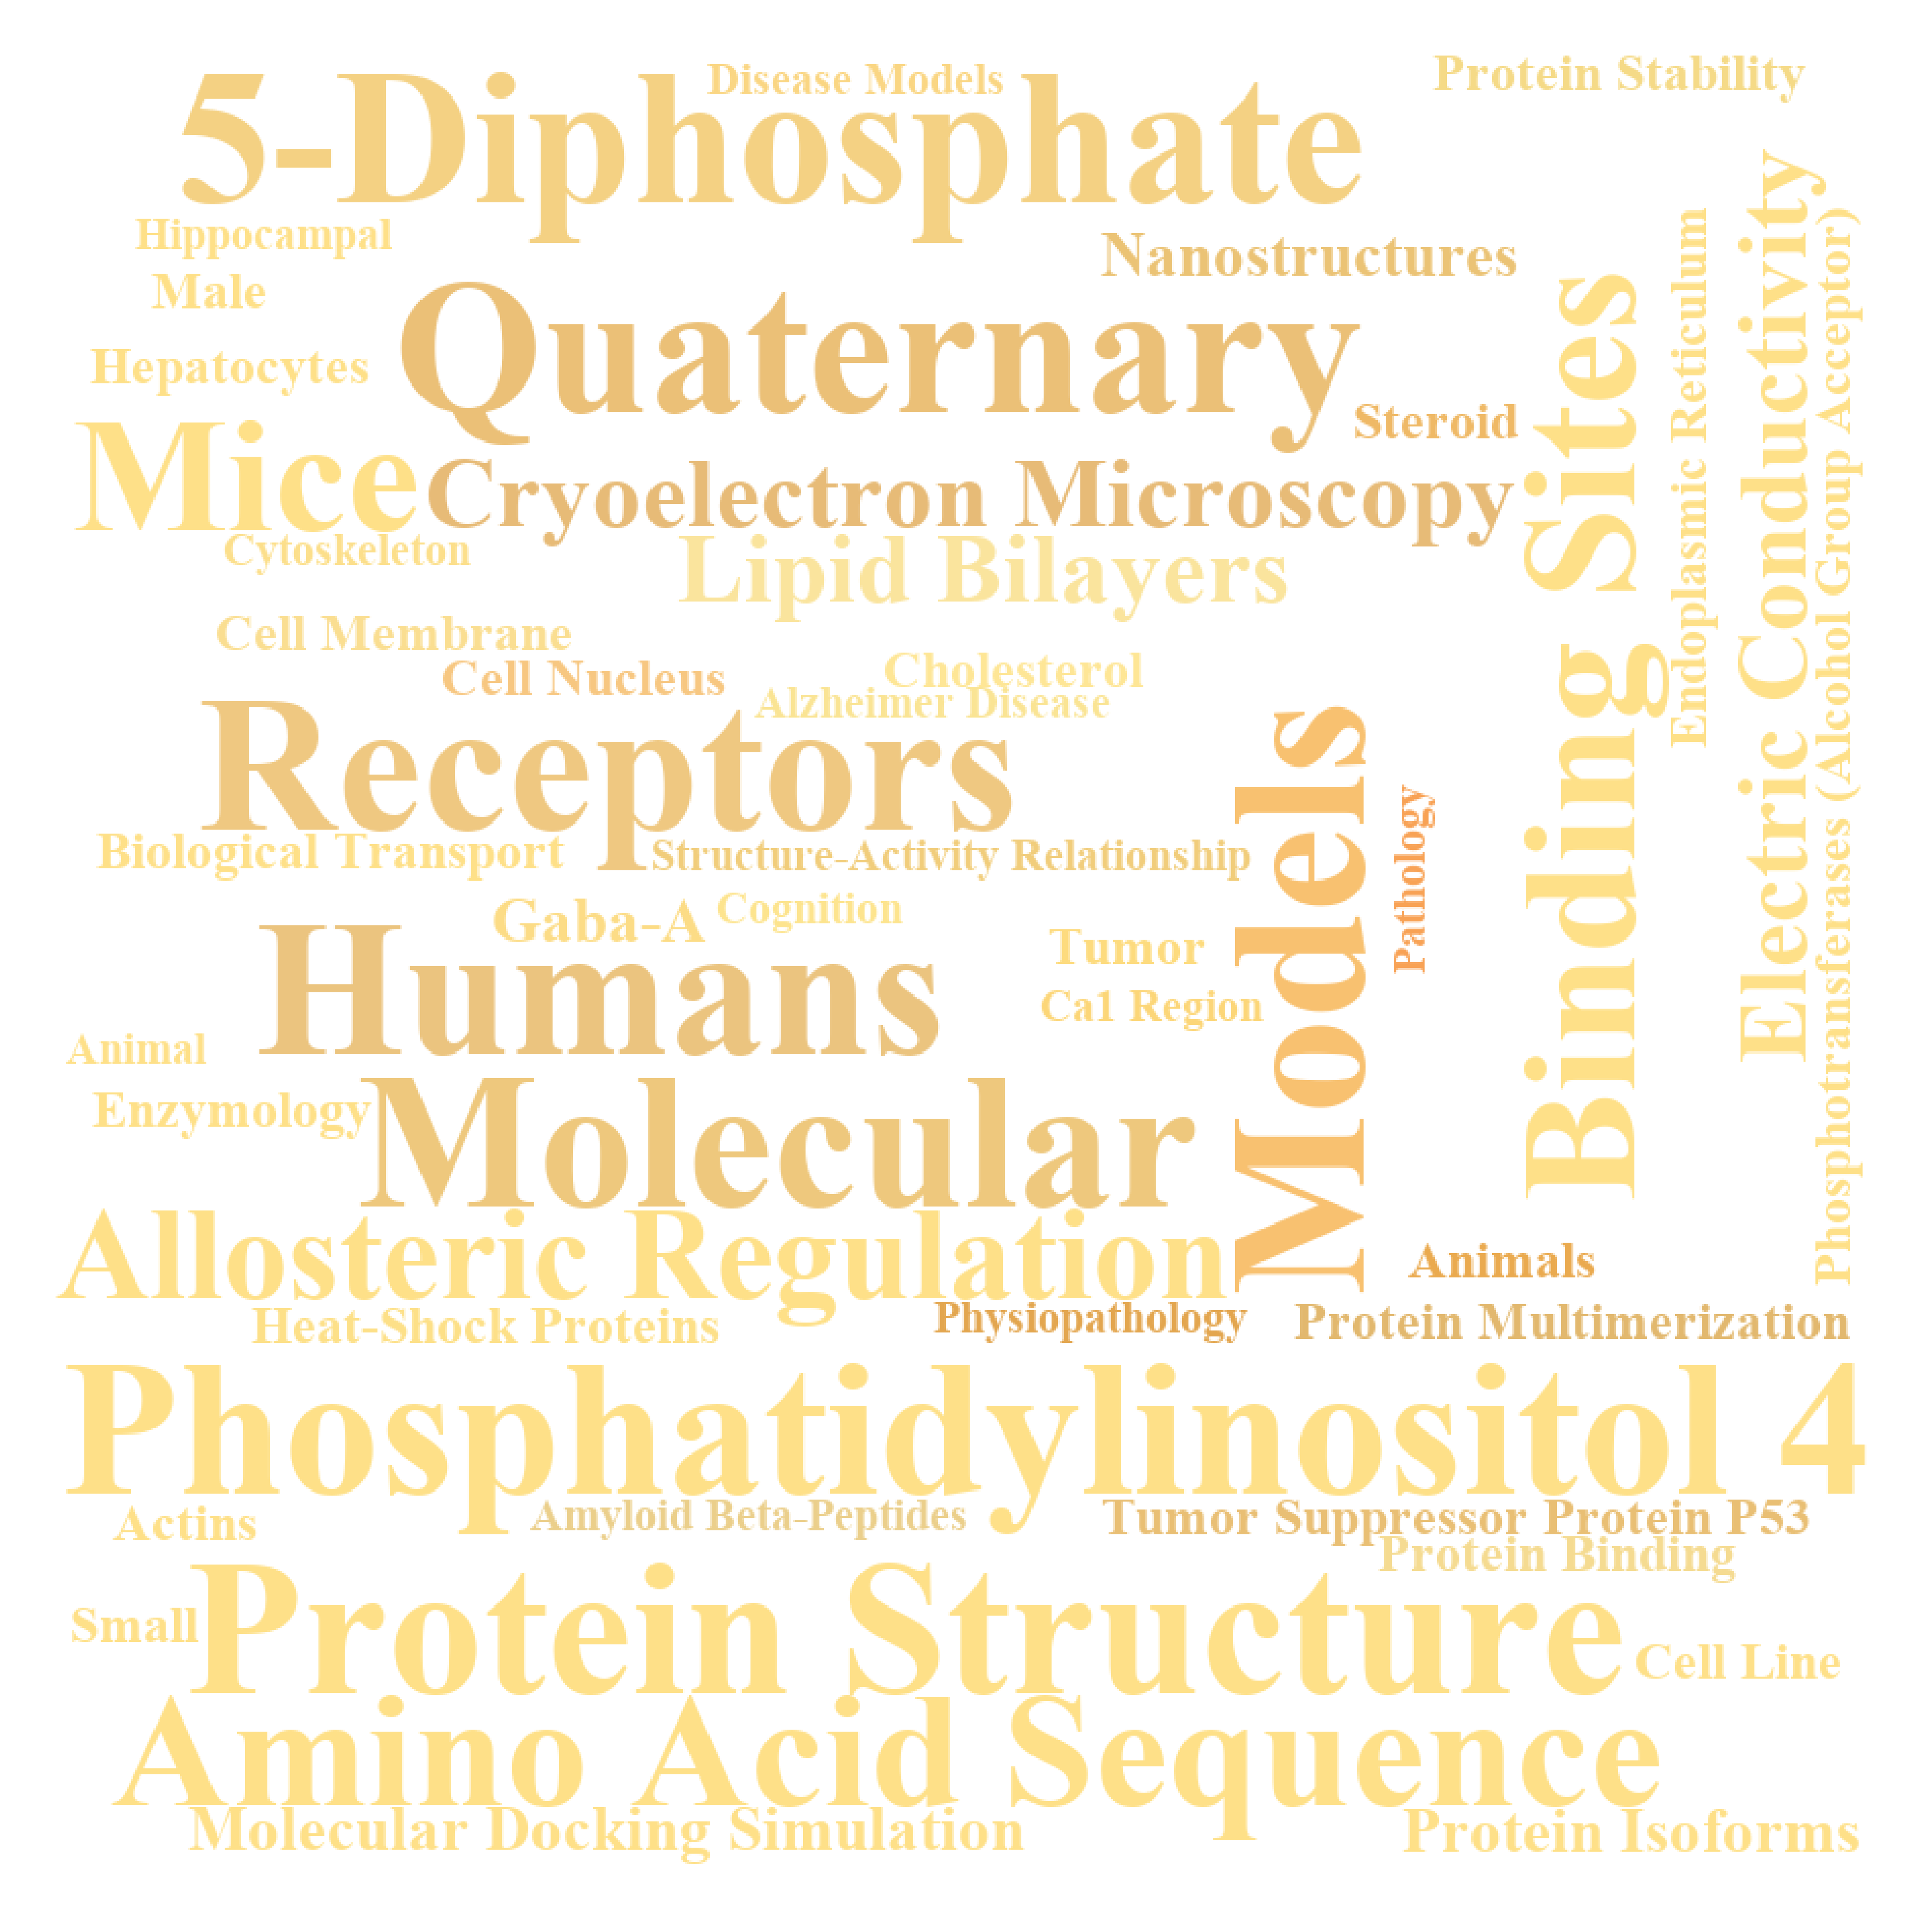 Disease Models
Protein Stability
5-Diphosphate
Hippocampal
Nanostructures
Male
Quaternary
Hepatocytes
Steroid
Mice
Cryoelectron Microscopy
Cytoskeleton
Lipid Bilayers
Cell Membrane
Cell Nucleus
Cholesterol
Alzheimer Disease
Receptors
Biological Transport
Structure-Activity Relationship
Gaba-A
Cognition
Tumor
Humans
Ca1 Region
Animal
Enzymology
Molecular
Models
Pathology
Binding Sites
Endoplasmic Reticulum
Electric Conductivity
Phosphotransferases (Alcohol Group Acceptor)
Allosteric Regulation
Animals
Heat-Shock Proteins
Physiopathology
Protein Multimerization
Phosphatidylinositol 4
Actins
Amyloid Beta-Peptides
Tumor Suppressor Protein P53
Protein Binding
Small
Protein Structure
Cell Line
Amino Acid Sequence
Molecular Docking Simulation
Protein Isoforms